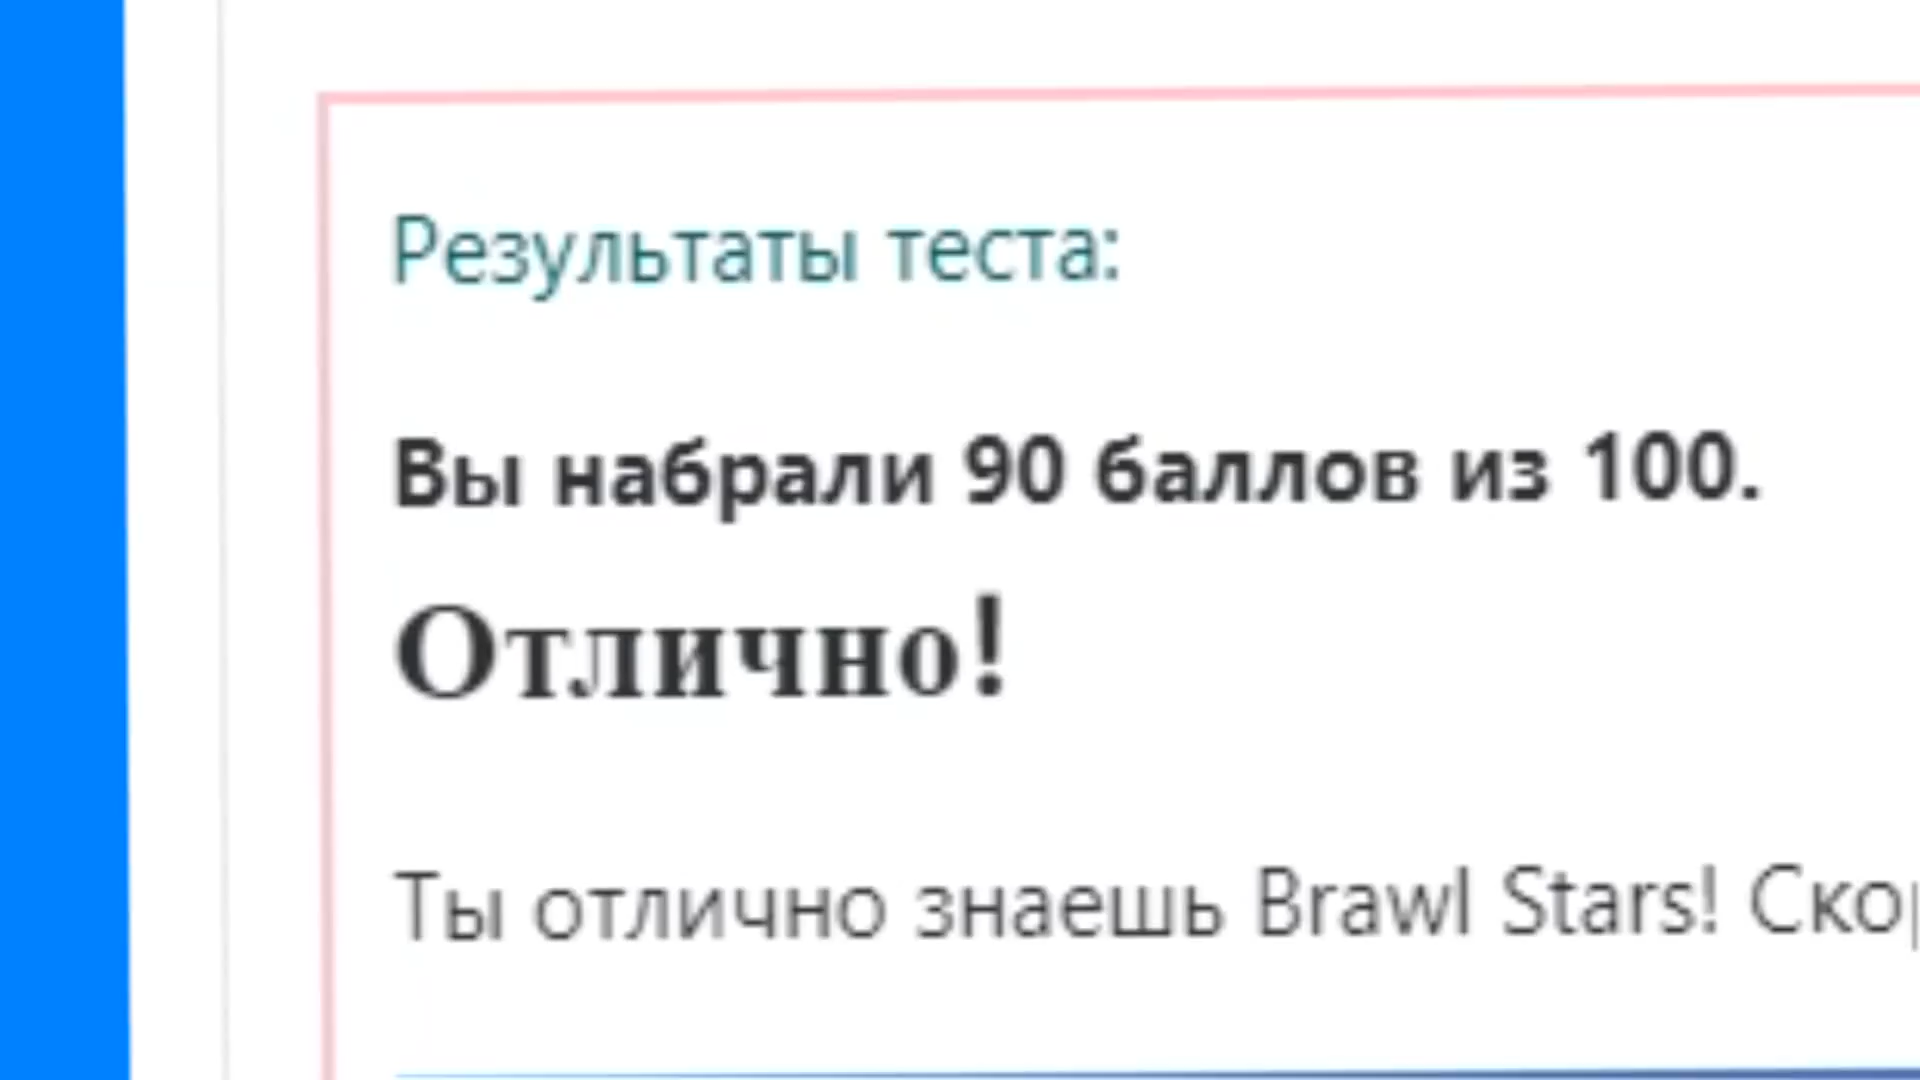 Результаты теста:
Вы набрали 90 баллов из 100.
Отлично!
Ты отлично знаешь Brawl Stars!